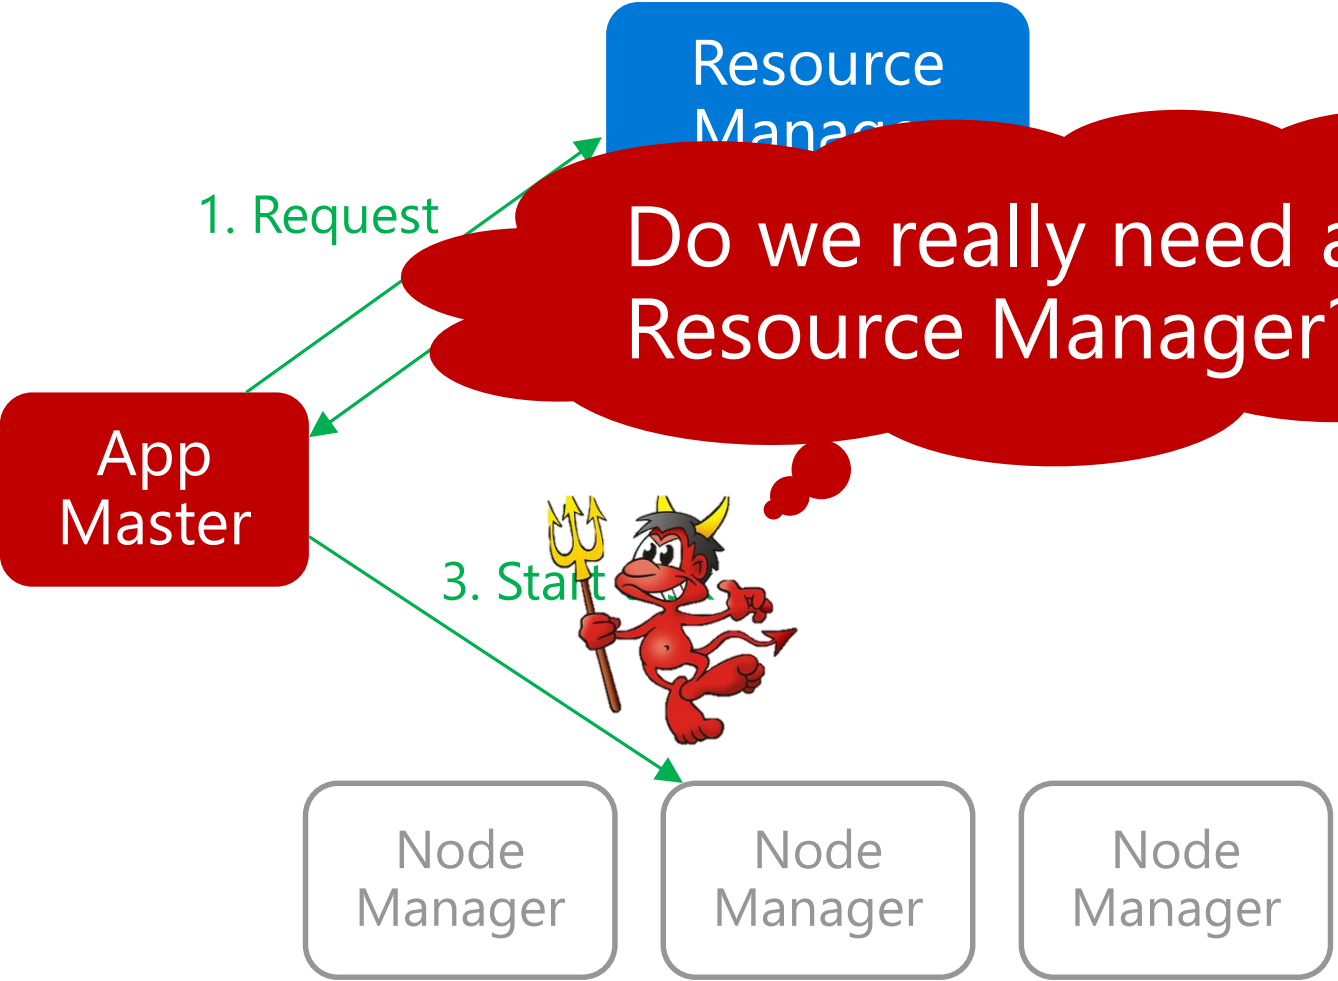 Resource
1. Request
Do we really need a
Resource Manager?
App
Master
3. Start
Node
Manager
Node
Manager
Node
Manager